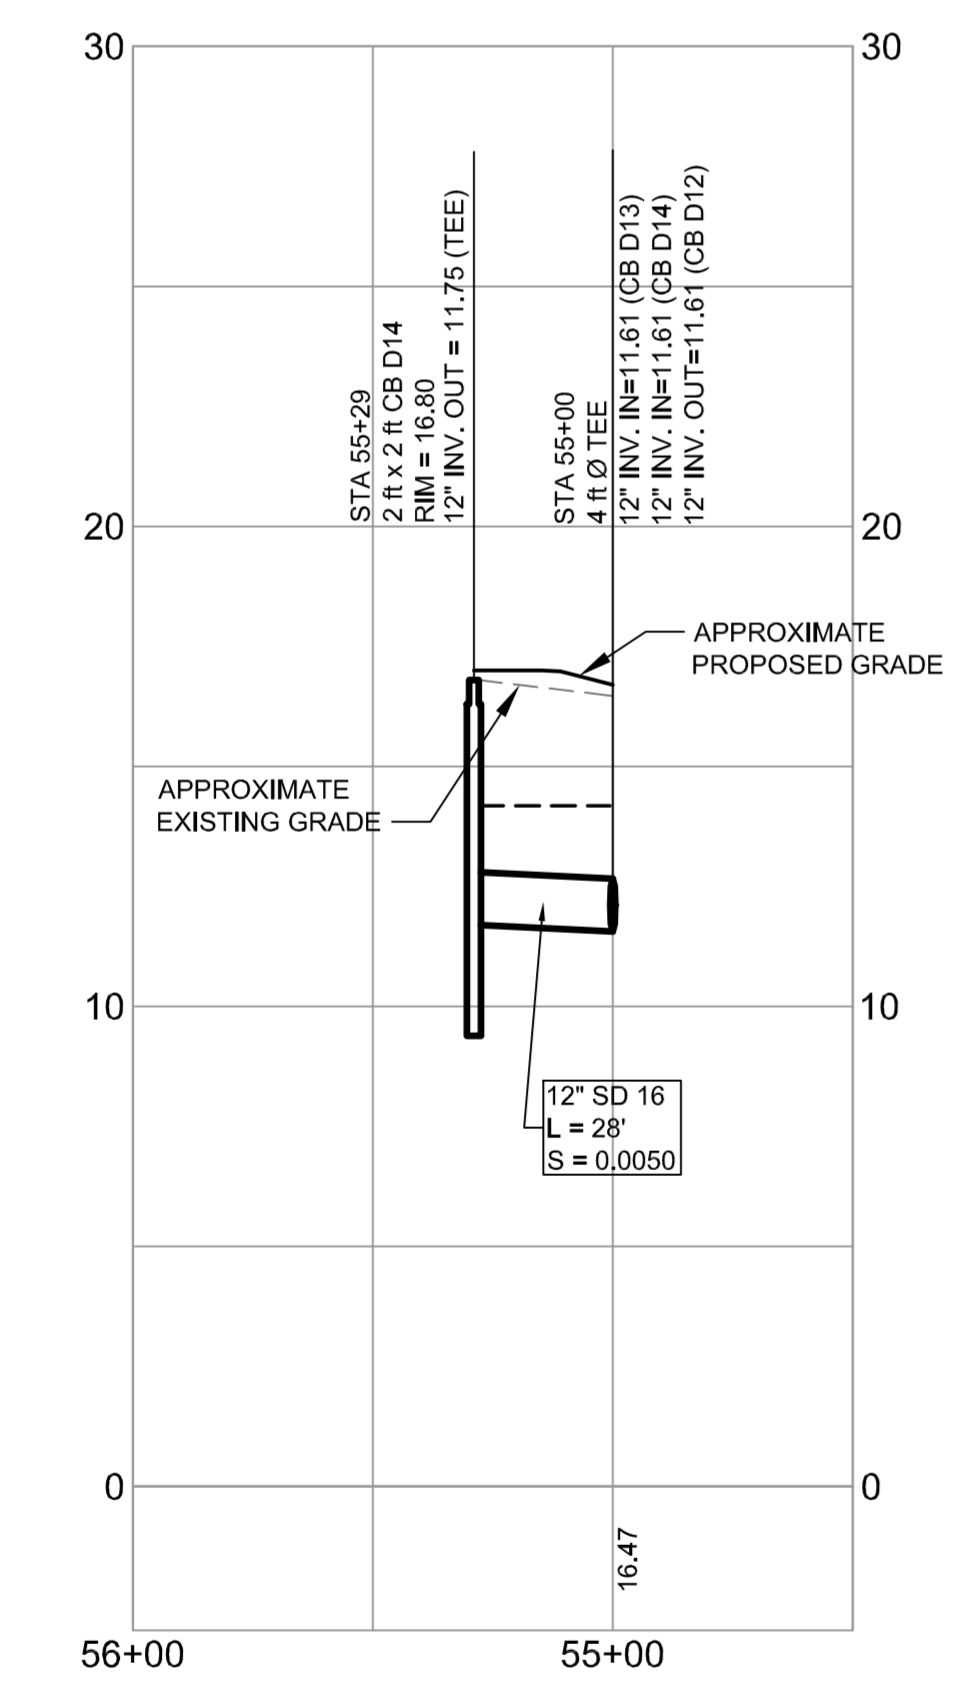 30
30
STA 55+29
2 ft x 2 ft CB D14
RIM = 16.80
12" INV. OUT = 11.75 (TEE)
STA 55+00
4 ft Ø TEE
12" INV. IN=11.61 (CB D13)
12" INV. IN=11.61 (CB D14)
12" INV. OUT=11.61 (CB D12)
20
20
APPROXIMATE
PROPOSED GRADE
APPROXIMATE
EXISTING GRADE
10
10
12" SD 16
L = 28'
S = 0.0050
0
0
16.47
56+00
55+00